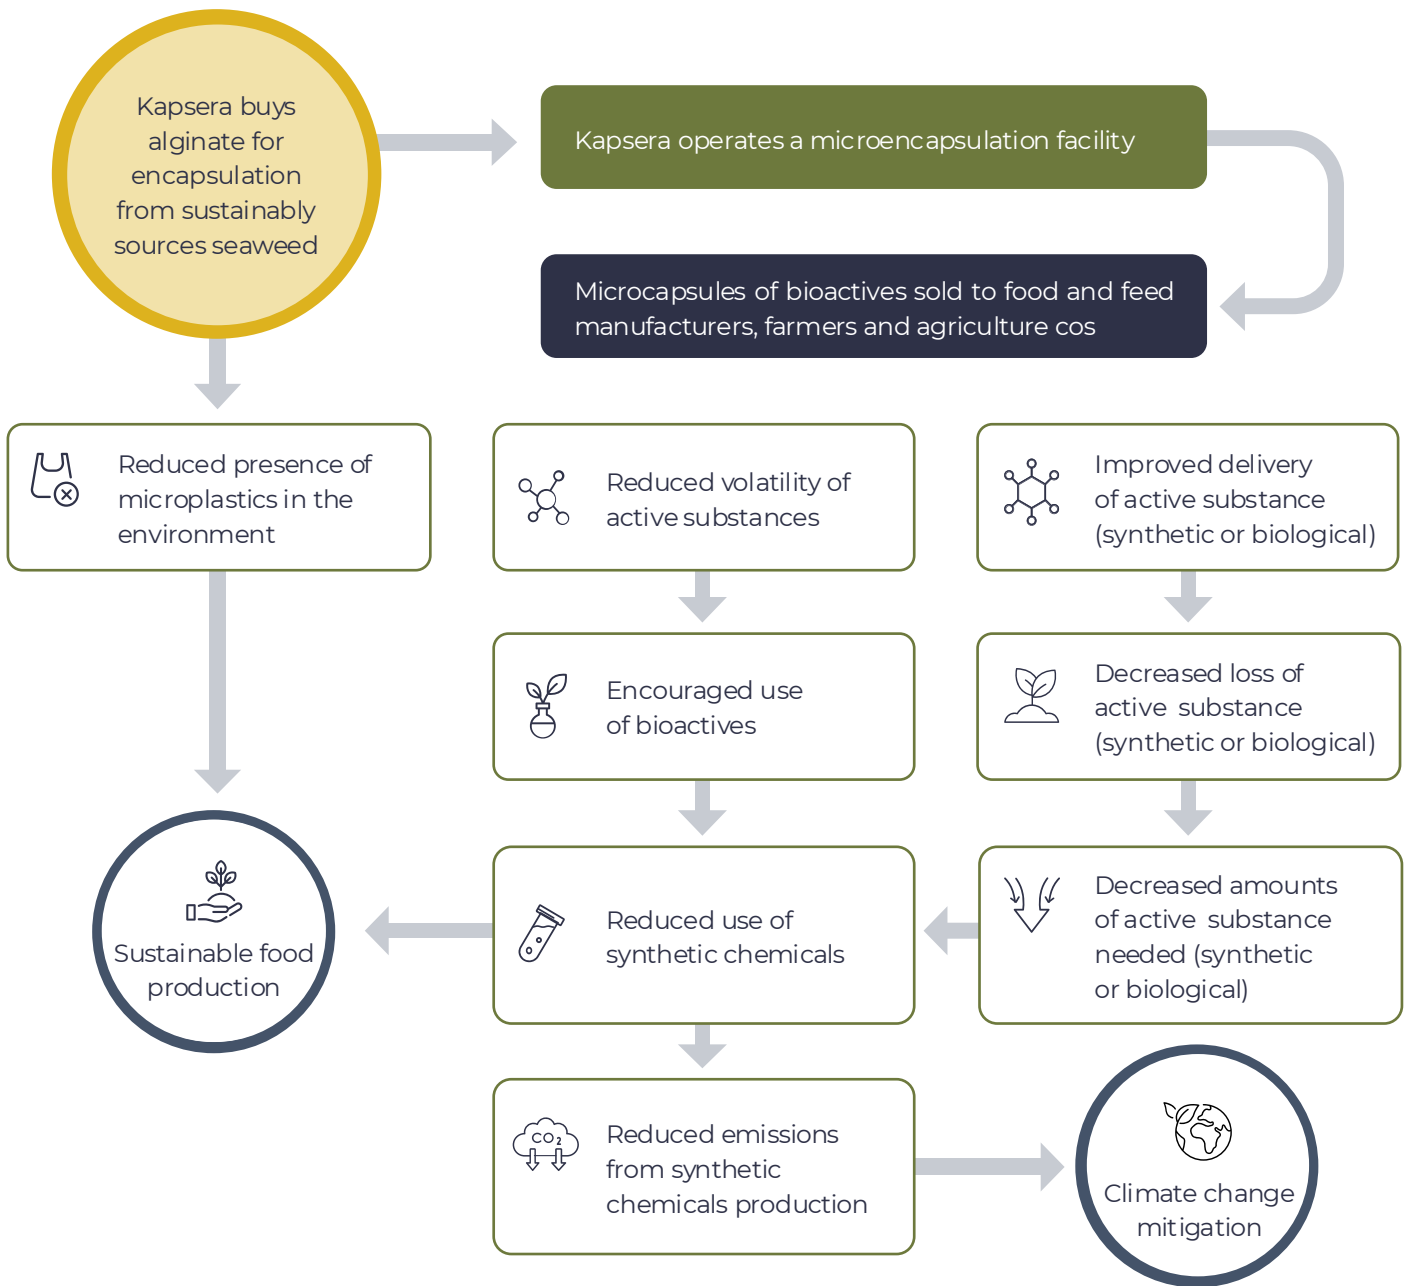 Kapsera buys
alginate for
encapsulation
from sustainably
sources seaweed
Kapsera operates a microencapsulation facility
Microcapsules of bioactives sold to food and feed
manufacturers, farmers and agriculture cos
Reduced presence of
microplastics in the
environment
Reduced volatility of
active substances
Improved delivery
of active substance
(synthetic or biological)
Encouraged use
of bioactives
Decreased loss of
active substance
(synthetic or biological)
Sustainable food
production
Reduced use of
synthetic chemicals
Decreased amounts
of active substance
needed (synthetic
or biological)
CO2
Reduced emissions
from synthetic
chemicals production
Climate change
mitigation